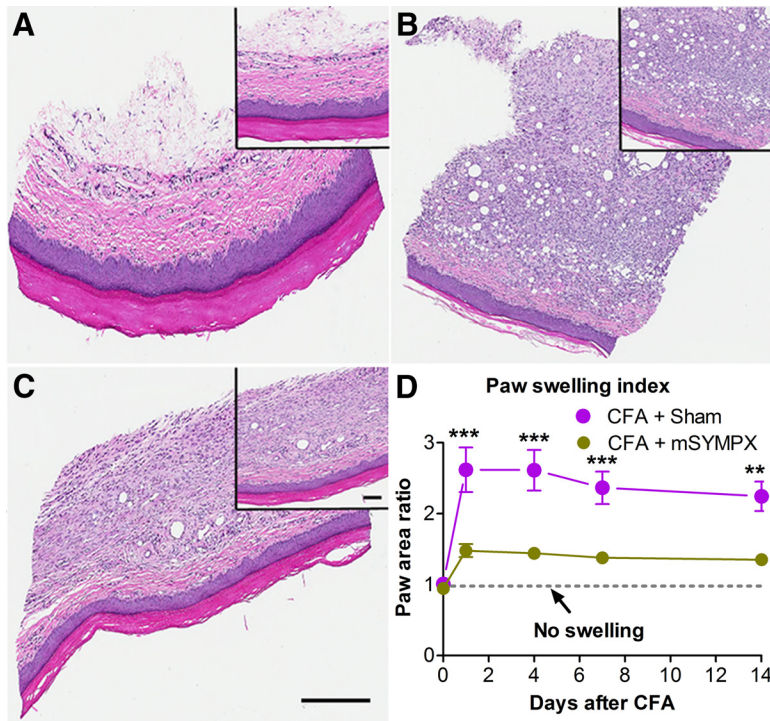 A
B
C
D
Paw swelling index
CFA + Sham
CFA + mSYMPX
***
***
***
**
3
2
1
0
Paw area ratio
No swelling
0 2 4 6 8 10 12 14
Days after CFA